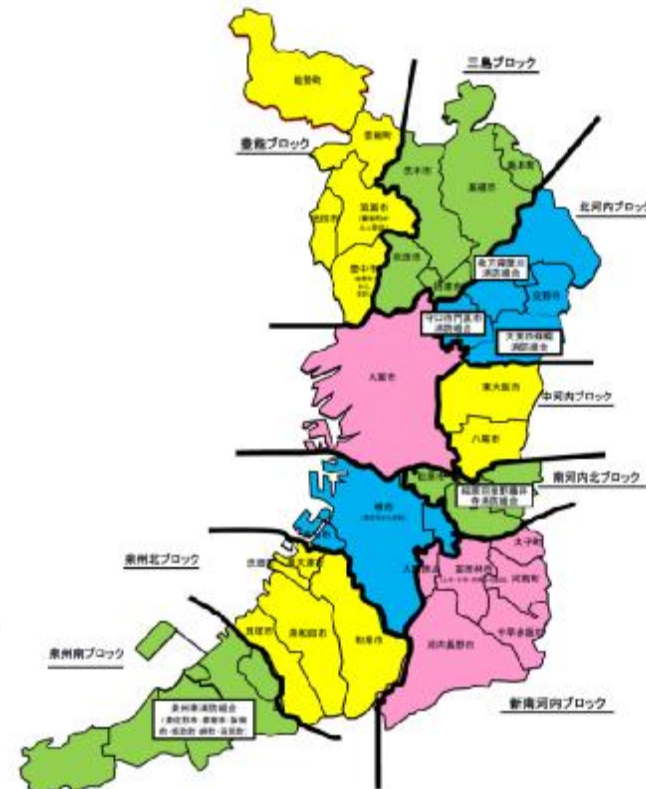 三島ブロック
能勢町
豊能町
豊能ブロック
茨木市
高槻市
島本町
箕面市
池田市
豊中市
吹田市
摂津市
北河内ブロック
枚方寝屋川
消防組合
交野市
守口市門真市
消防組合
大東四條畷
消防組合
大阪市
東大阪市
中河内ブロック
八尾市
南河内北ブロック
松原市
柏原羽曳野藤井
寺消防組合
堺市
太子町
富田林市
河南町
泉州北ブロック
忠岡町
泉大津市
千早赤阪村
河内長野市
貝塚市
岸和田市
和泉市
泉州南ブロック
泉州南消防組合
新南河内ブロック